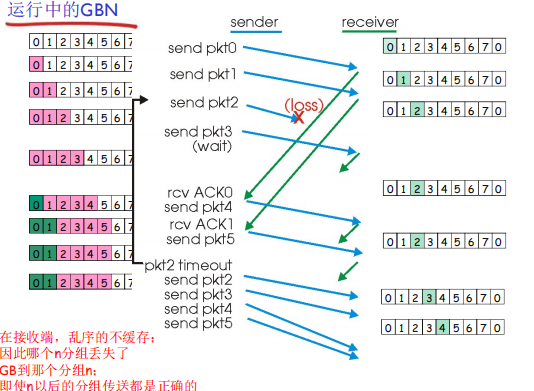 运行中的GBN
sender
receiver
0 1 2 3 4 5 6 7
0 1 2 3 4 5 6 7
0 1 2 3 4 5 6 7
0 1 2 3 4 5 6 7
0 1 2 3 4 5 6 7
0 1 2 3 4 5 6 7
0 1 2 3 4 5 6 7
0 1 2 3 4 5 6 7
0 1 2 3 4 5 6 7
send pkt0
send pkt1
send pkt2
send pkt3
(wait)
(loss)
X
rcv ACK0
send pkt4
rcv ACK1
send pkt5
pkt2 timeout
send pkt2
send pkt3
send pkt4
send pkt5
0 1 2 3 4 5 6 7 0
0 1 2 3 4 5 6 7 0
0 1 2 3 4 5 6 7 0
0 1 2 3 4 5 6 7 0
0 1 2 3 4 5 6 7 0
0 1 2 3 4 5 6 7 0
0 1 2 3 4 5 6 7 0
在接收端，乱序的不缓存；
因此哪个n分组丢失了
GB到那个分组n；
即使n以后的分组传送都是正确的